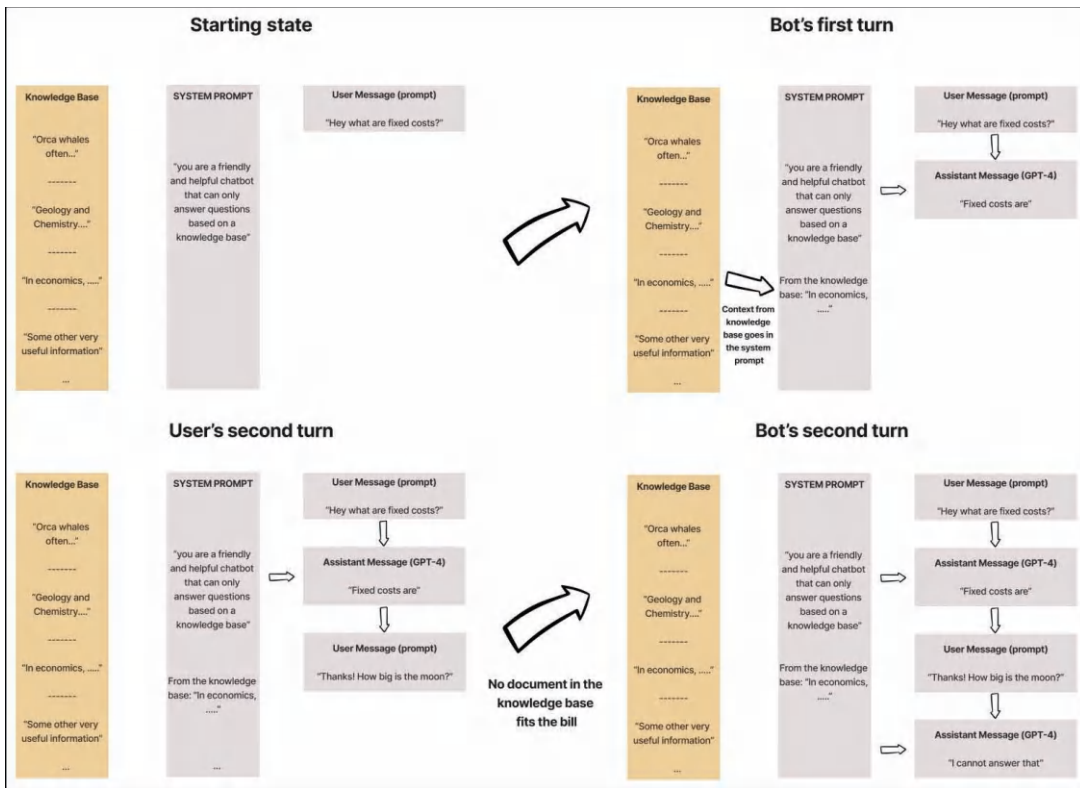 Starting state
Knowledge Base
"Orca whales
often..."
-------
"Geology and
Chemistry...."
-------
"In economics, ....."
-------
"Some other very
useful information"
...
SYSTEM PROMPT
"you are a friendly
and helpful chatbot
that can only
answer questions
based on a
knowledge base"
User Message (prompt)
"Hey what are fixed costs?"
Bot's first turn
Knowledge Base
"Orca whales
often..."
-------
"Geology and
Chemistry...."
-------
"In economics, ....."
-------
"Some other very
useful information"
...
Context from
knowledge
base goes in
the system
prompt
SYSTEM PROMPT
"you are a friendly
and helpful chatbot
that can only
answer questions
based on a
knowledge base"
From the knowledge
base: "In economics,
....."
User Message (prompt)
"Hey what are fixed costs?"
Assistant Message (GPT-4)
"Fixed costs are"
User's second turn
Knowledge Base
"Orca whales
often..."
-------
"Geology and
Chemistry...."
-------
"In economics, ....."
-------
"Some other very
useful information"
...
SYSTEM PROMPT
"you are a friendly
and helpful chatbot
that can only
answer questions
based on a
knowledge base"
From the knowledge
base: "In economics,
....."
...
User Message (prompt)
"Hey what are fixed costs?"
Assistant Message (GPT-4)
"Fixed costs are"
User Message (prompt)
"Thanks! How big is the moon?"
No document in the
knowledge base
fits the bill
Bot's second turn
Knowledge Base
"Orca whales
often..."
-------
"Geology and
Chemistry...."
-------
"In economics, ....."
-------
"Some other very
useful information"
...
SYSTEM PROMPT
"you are a friendly
and helpful chatbot
that can only
answer questions
based on a
knowledge base"
From the knowledge
base: "In economics,
....."
...
User Message (prompt)
"Hey what are fixed costs?"
Assistant Message (GPT-4)
"Fixed costs are"
User Message (prompt)
"Thanks! How big is the moon?"
Assistant Message (GPT-4)
"I cannot answer that"